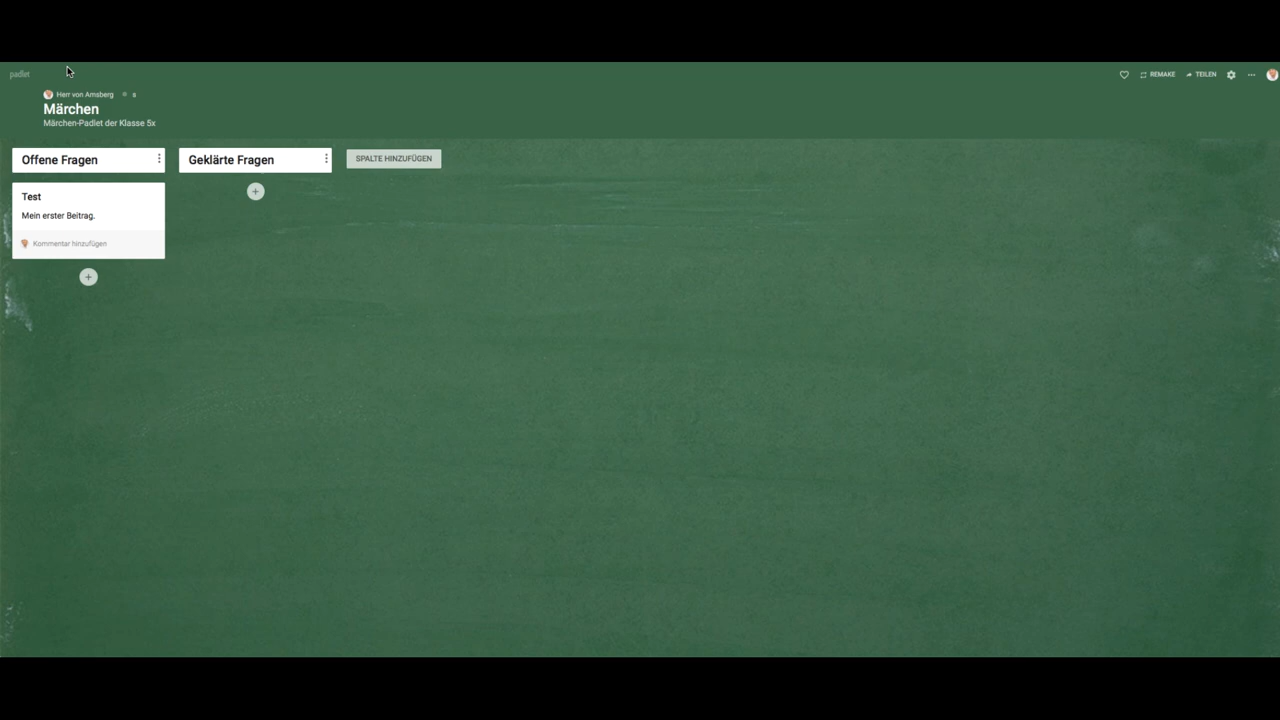 padlet
REMAKE
TEILEN
Herr von Arnsberg
Märchen
Märchen-Padlet der Klasse 5x
Offene Fragen
Geklärte Fragen
SPALTE HINZUFÜGEN
Test
Mein erster Beitrag.
Kommentar hinzufügen